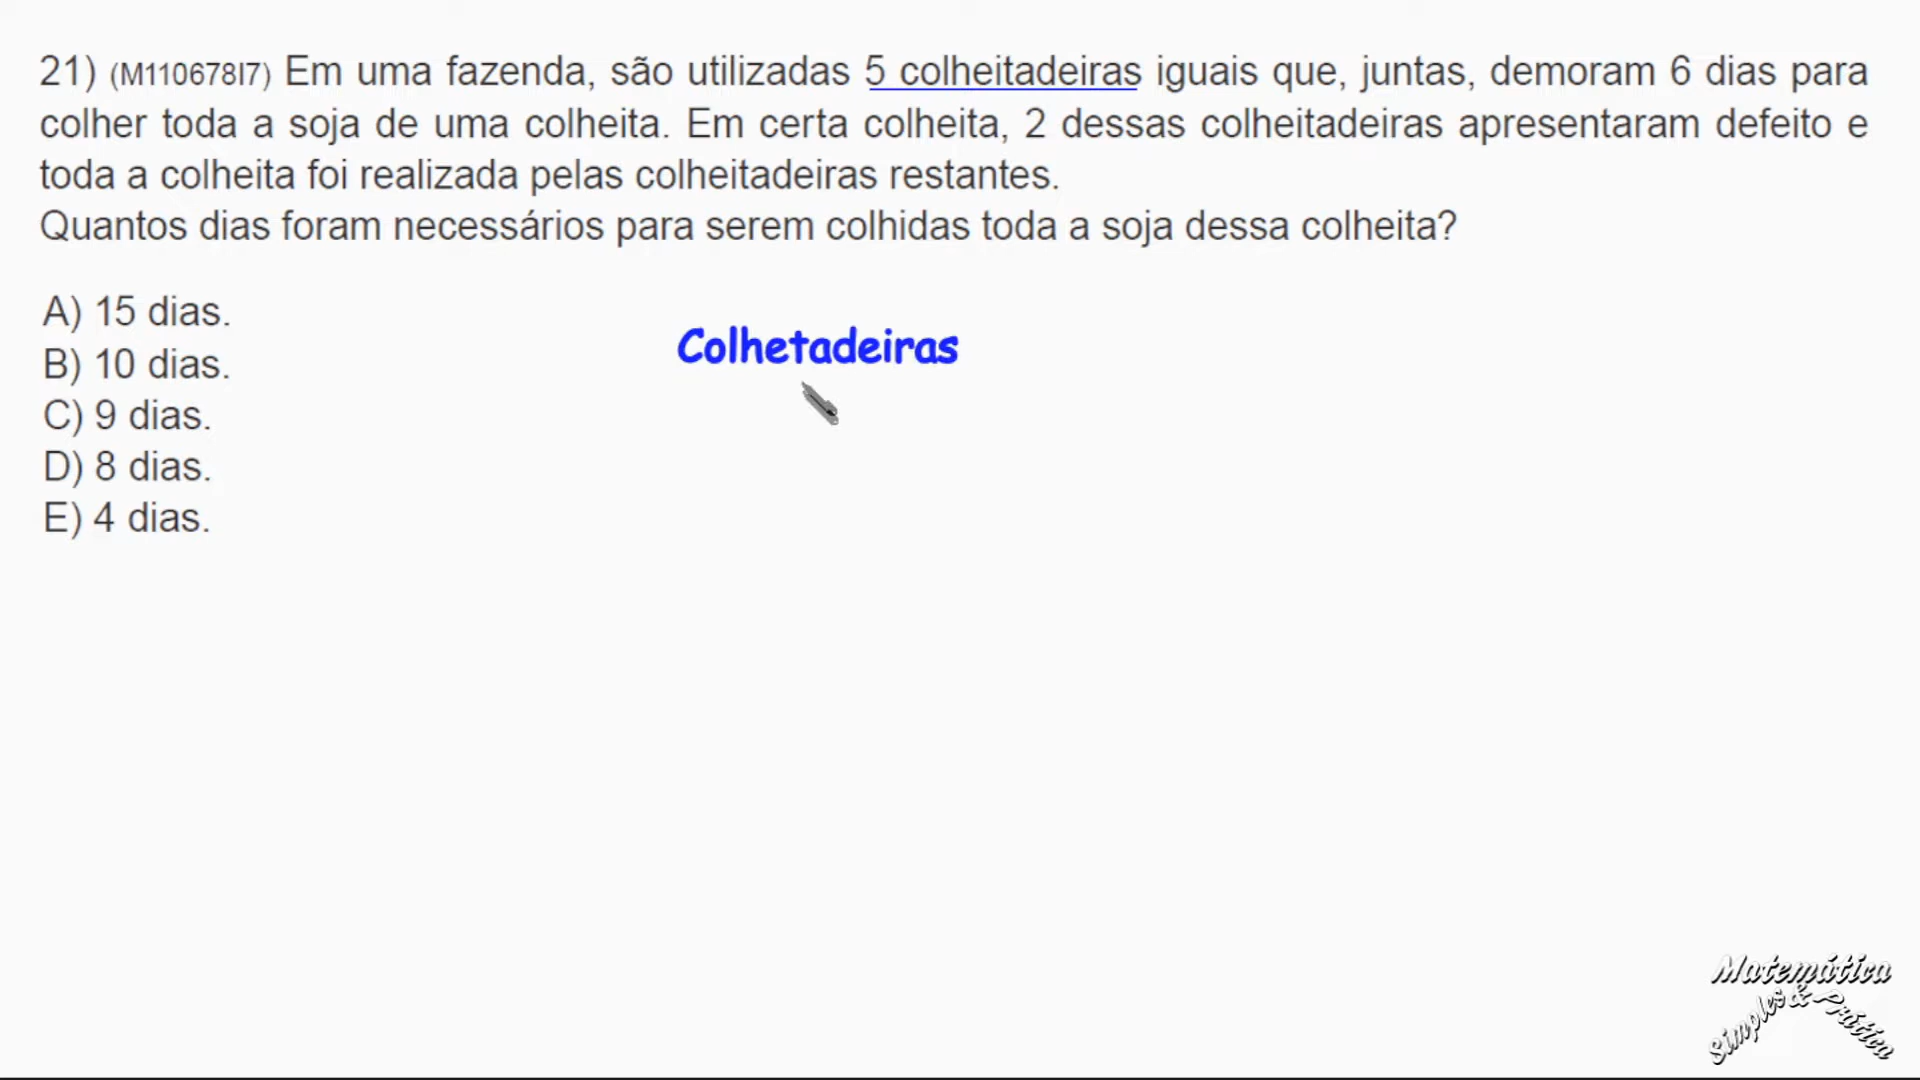 21) (M110678I7) Em uma fazenda, são utilizadas 5 colheitadeiras iguais que, juntas, demoram 6 dias para
colher toda a soja de uma colheita. Em certa colheita, 2 dessas colheitadeiras apresentaram defeito e
toda a colheita foi realizada pelas colheitadeiras restantes.
Quantos dias foram necessários para serem colhidas toda a soja dessa colheita?
A) 15 dias.
B) 10 dias.
C) 9 dias.
D) 8 dias.
E) 4 dias.
Colhetadeiras
Matemática
Simples & Prática